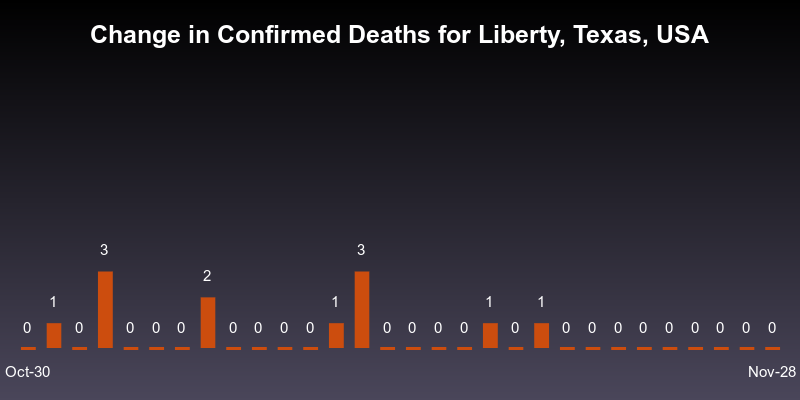 Change in Confirmed Deaths for Liberty, Texas, USA
0 1 0 3 0 0 0 2 0 0 0 0 1 3 0 0 0 0 1 0 1 0 0 0 0 0 0 0 0 0
Oct-30 Nov-28